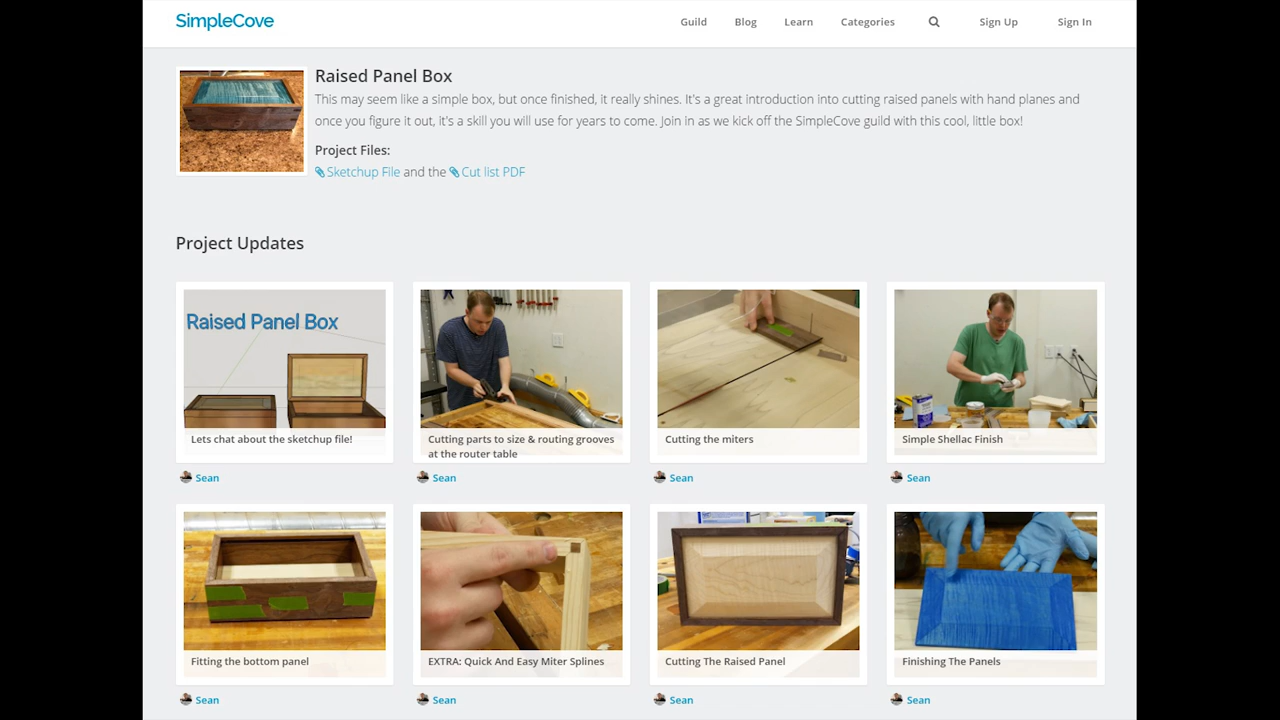 SimpleCove
Guild Blog Learn Categories Sign Up Sign In
Raised Panel Box
This may seem like a simple box, but once finished, it really shines. It's a great introduction into cutting raised panels with hand planes and
once you figure it out, it's a skill you will use for years to come. Join in as we kick off the SimpleCove guild with this cool, little box!
Project Files:
Sketchup File and the Cut list PDF
Project Updates
Raised Panel Box
Lets chat about the sketchup file!
Sean
Cutting parts to size & routing grooves
at the router table
Sean
Cutting the miters
Sean
Simple Shellac Finish
Sean
Fitting the bottom panel
Sean
EXTRA: Quick And Easy Miter Splines
Sean
Cutting The Raised Panel
Sean
Finishing The Panels
Sean